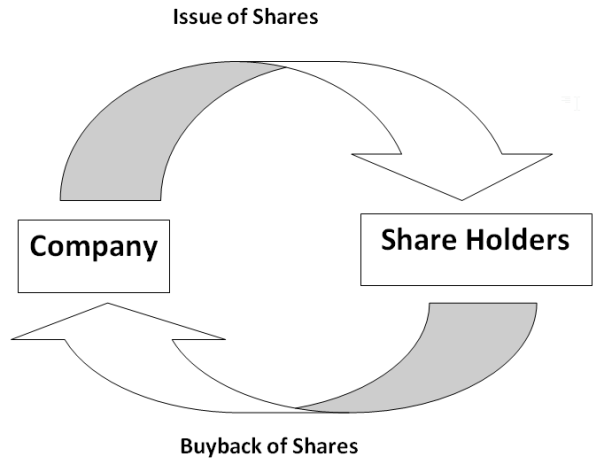 Issue of Shares
Company
Share Holders
Buyback of Shares